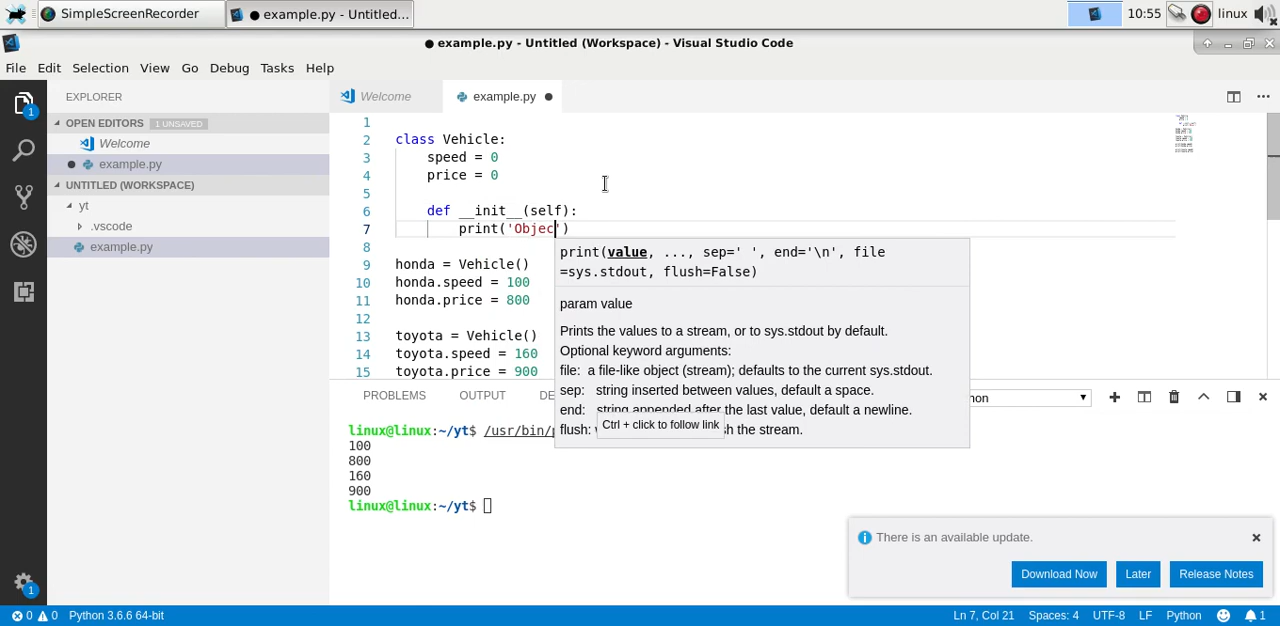 SimpleScreenRecorder
● example.py - Untitled...
10:55
linux
● example.py - Untitled (Workspace) - Visual Studio Code
File Edit Selection View Go Debug Tasks Help
EXPLORER
OPEN EDITORS 1 UNSAVED
Welcome
example.py
UNTITLED (WORKSPACE)
yt
.vscode
example.py
1
1
Welcome
example.py
1
2 class Vehicle:
3 speed = 0
4 price = 0
5
6 def __init__(self):
7 print('Objec')
8
9 honda = Vehicle()
10 honda.speed = 100
11 honda.price = 800
12
13 toyota = Vehicle()
14 toyota.speed = 160
15 toyota.price = 900
print(value, ..., sep=' ', end='\n', file
=sys.stdout, flush=False)
param value
Prints the values to a stream, or to sys.stdout by default.
Optional keyword arguments:
file: a file-like object (stream); defaults to the current sys.stdout.
sep: string inserted between values, default a space.
end: string appended after the last value, default a newline.
flush: the stream.
Ctrl + click to follow link
PROBLEMS OUTPUT
linux@linux:~/yt$ /usr/bin/
100
800
160
900
linux@linux:~/yt$
There is an available update.
Download Now Later Release Notes
0 0 Python 3.6.6 64-bit
Ln 7, Col 21 Spaces: 4 UTF-8 LF Python 1